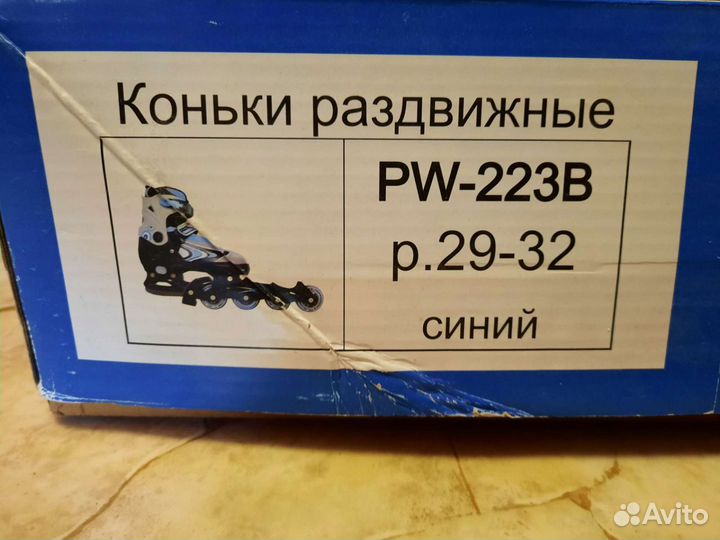 Коньки раздвижные
PW-223B
р.29-32
синий
Avito